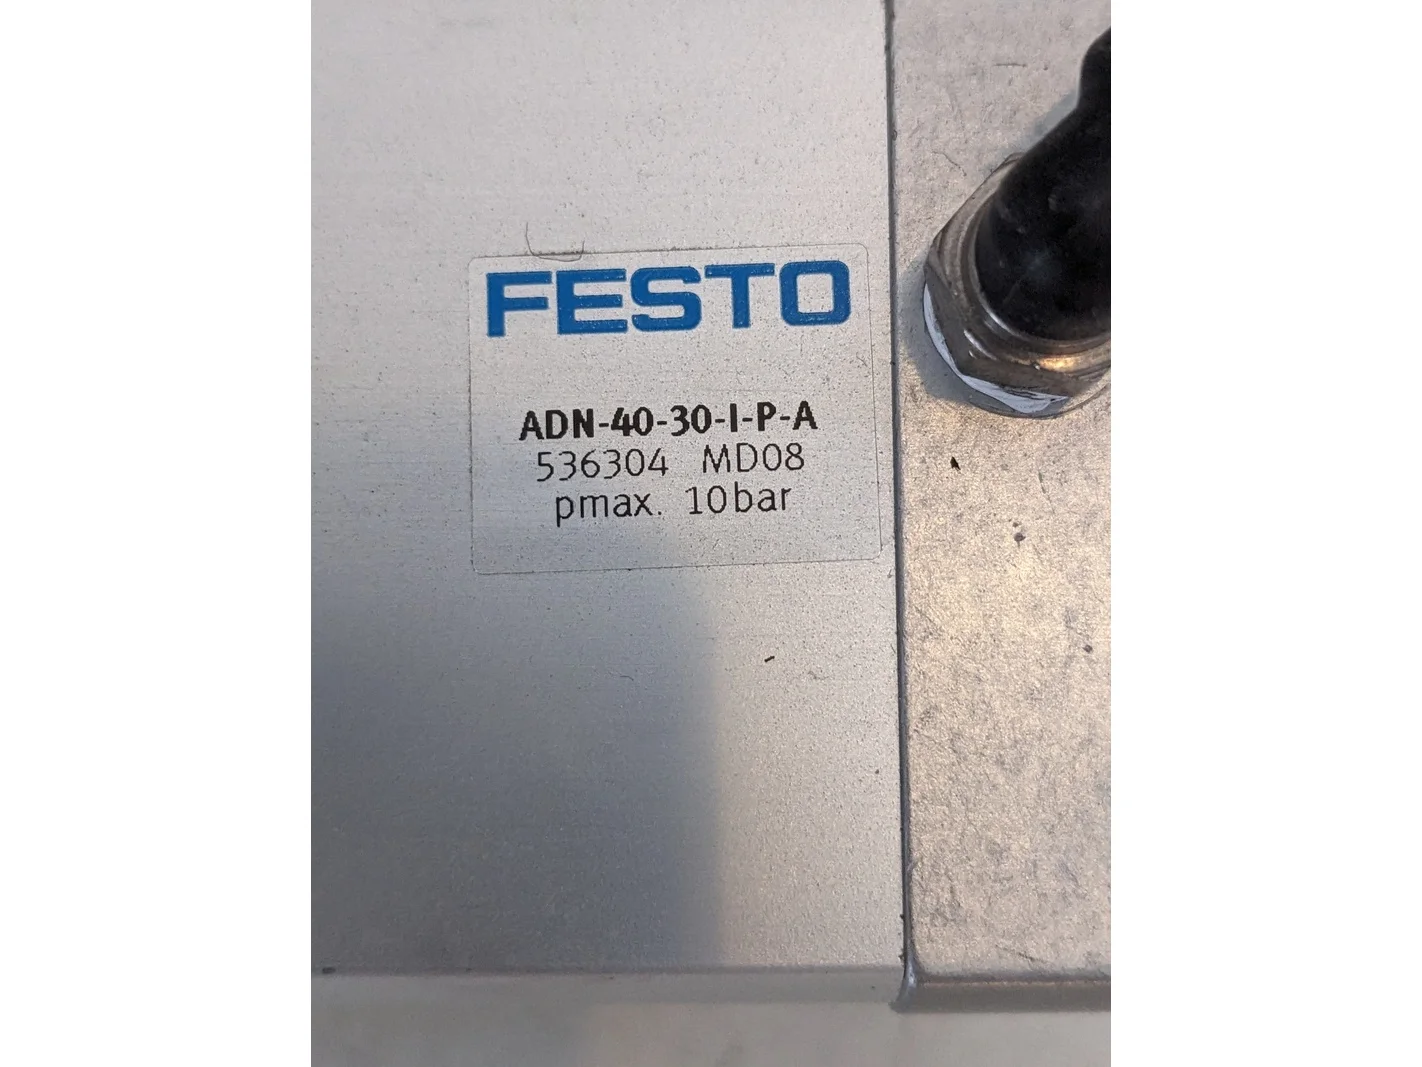 FESTO
ADN-40-30-I-P-A
536304 MD08
pmax. 10bar